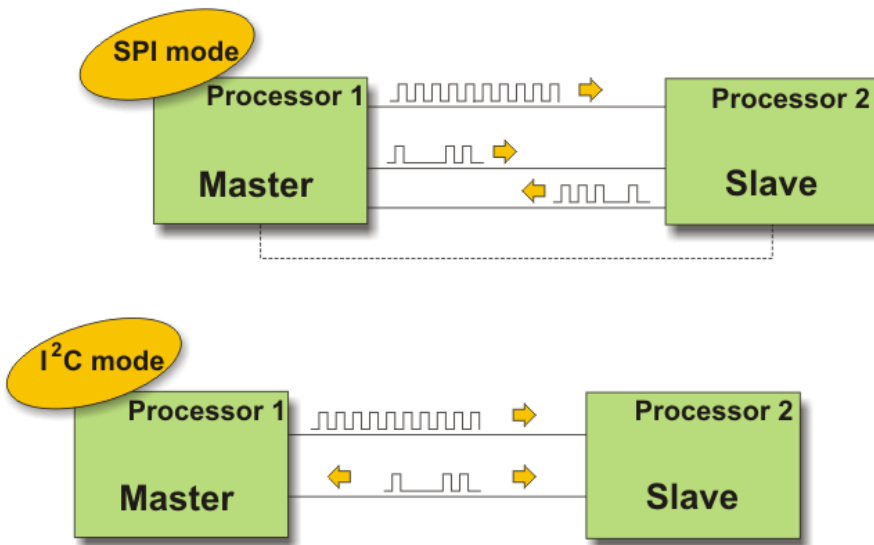 SPI mode
Processor 1
Master
Processor 2
Slave
I²C mode
Processor 1
Master
Processor 2
Slave